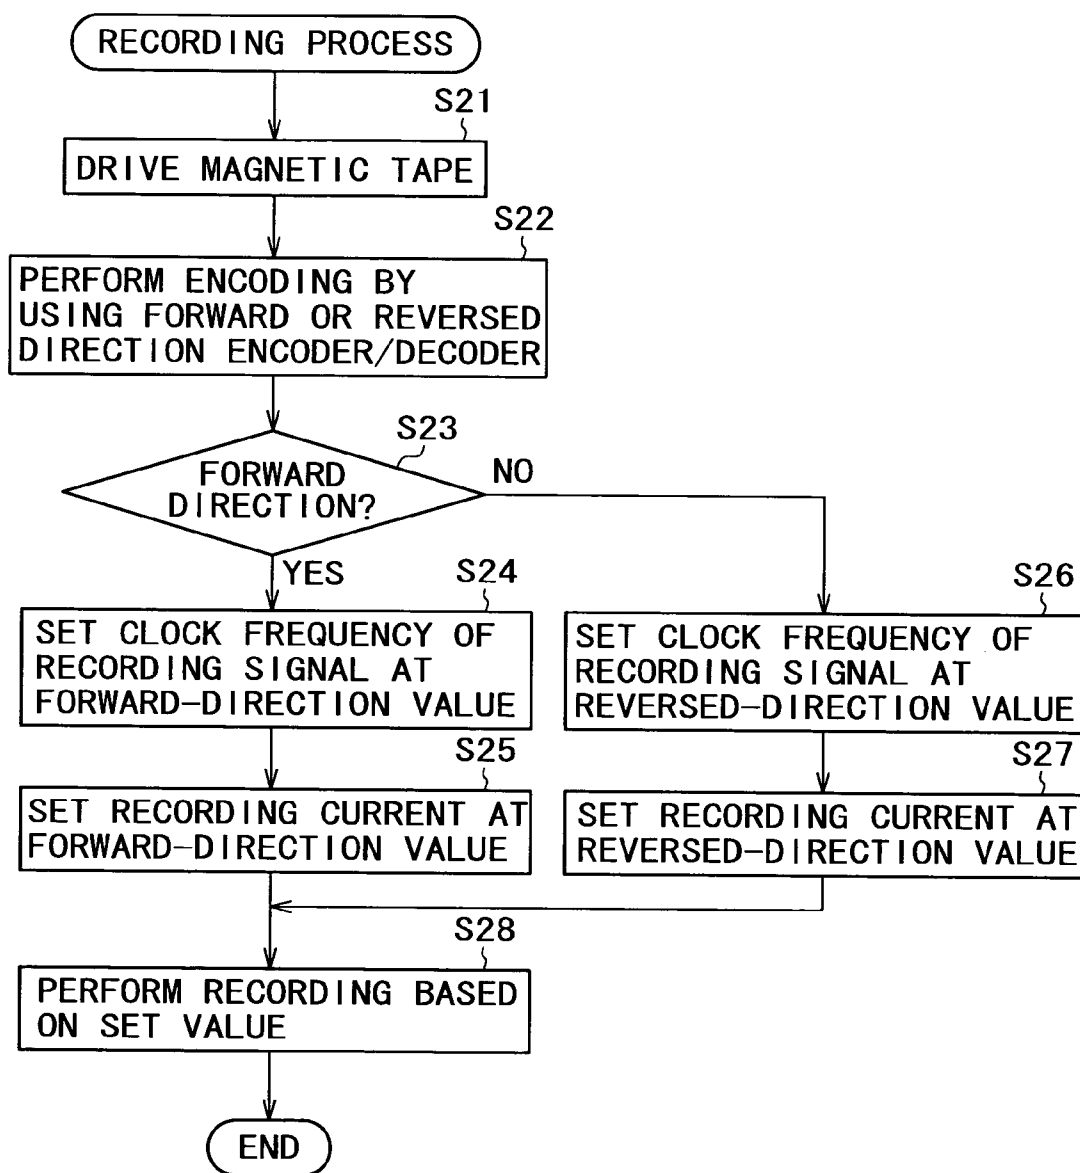 RECORDING PROCESS
S21
DRIVE MAGNETIC TAPE
S22
PERFORM ENCODING BY
USING FORWARD OR REVERSED
DIRECTION ENCODER/DECODER
S23
FORWARD
DIRECTION?
NO
YES
S24
SET CLOCK FREQUENCY OF
RECORDING SIGNAL AT
FORWARD-DIRECTION VALUE
S26
SET CLOCK FREQUENCY OF
RECORDING SIGNAL AT
REVERSED-DIRECTION VALUE
S25
SET RECORDING CURRENT AT
FORWARD-DIRECTION VALUE
S27
SET RECORDING CURRENT AT
REVERSED-DIRECTION VALUE
S28
PERFORM RECORDING BASED
ON SET VALUE
END